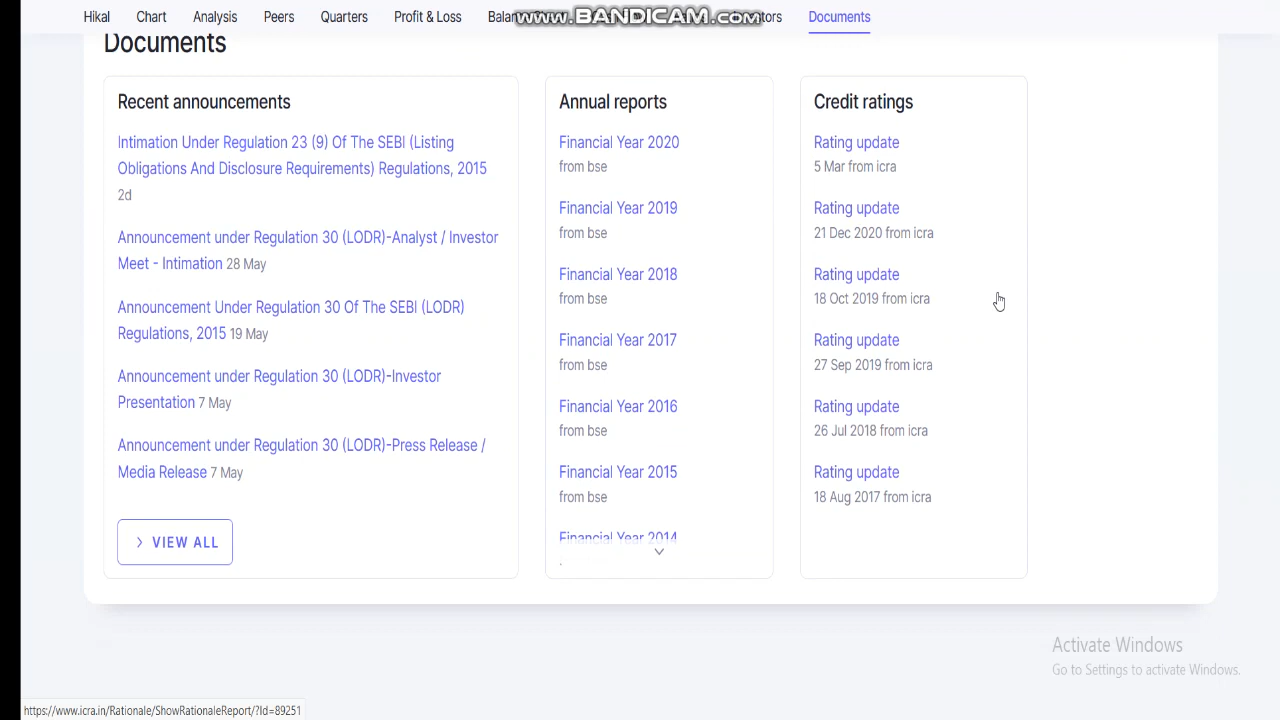 Hikal Chart Analysis Peers Quarters Profit & Loss Documents
www.BANDICAM.com
Documents
Recent announcements
Intimation Under Regulation 23 (9) Of The SEBI (Listing
Obligations And Disclosure Requirements) Regulations, 2015
2d
Announcement under Regulation 30 (LODR)-Analyst / Investor
Meet - Intimation 28 May
Announcement Under Regulation 30 Of The SEBI (LODR)
Regulations, 2015 19 May
Announcement under Regulation 30 (LODR)-Investor
Presentation 7 May
Announcement under Regulation 30 (LODR)-Press Release /
Media Release 7 May
VIEW ALL
Annual reports
Financial Year 2020
from bse
Financial Year 2019
from bse
Financial Year 2018
from bse
Financial Year 2017
from bse
Financial Year 2016
from bse
Financial Year 2015
from bse
Financial Year 2014
Credit ratings
Rating update
5 Mar from icra
Rating update
21 Dec 2020 from icra
Rating update
18 Oct 2019 from icra
Rating update
27 Sep 2019 from icra
Rating update
26 Jul 2018 from icra
Rating update
18 Aug 2017 from icra
Activate Windows
Go to Settings to activate Windows.
https://www.icra.in/Rationale/ShowRationaleReport/?Id=89251